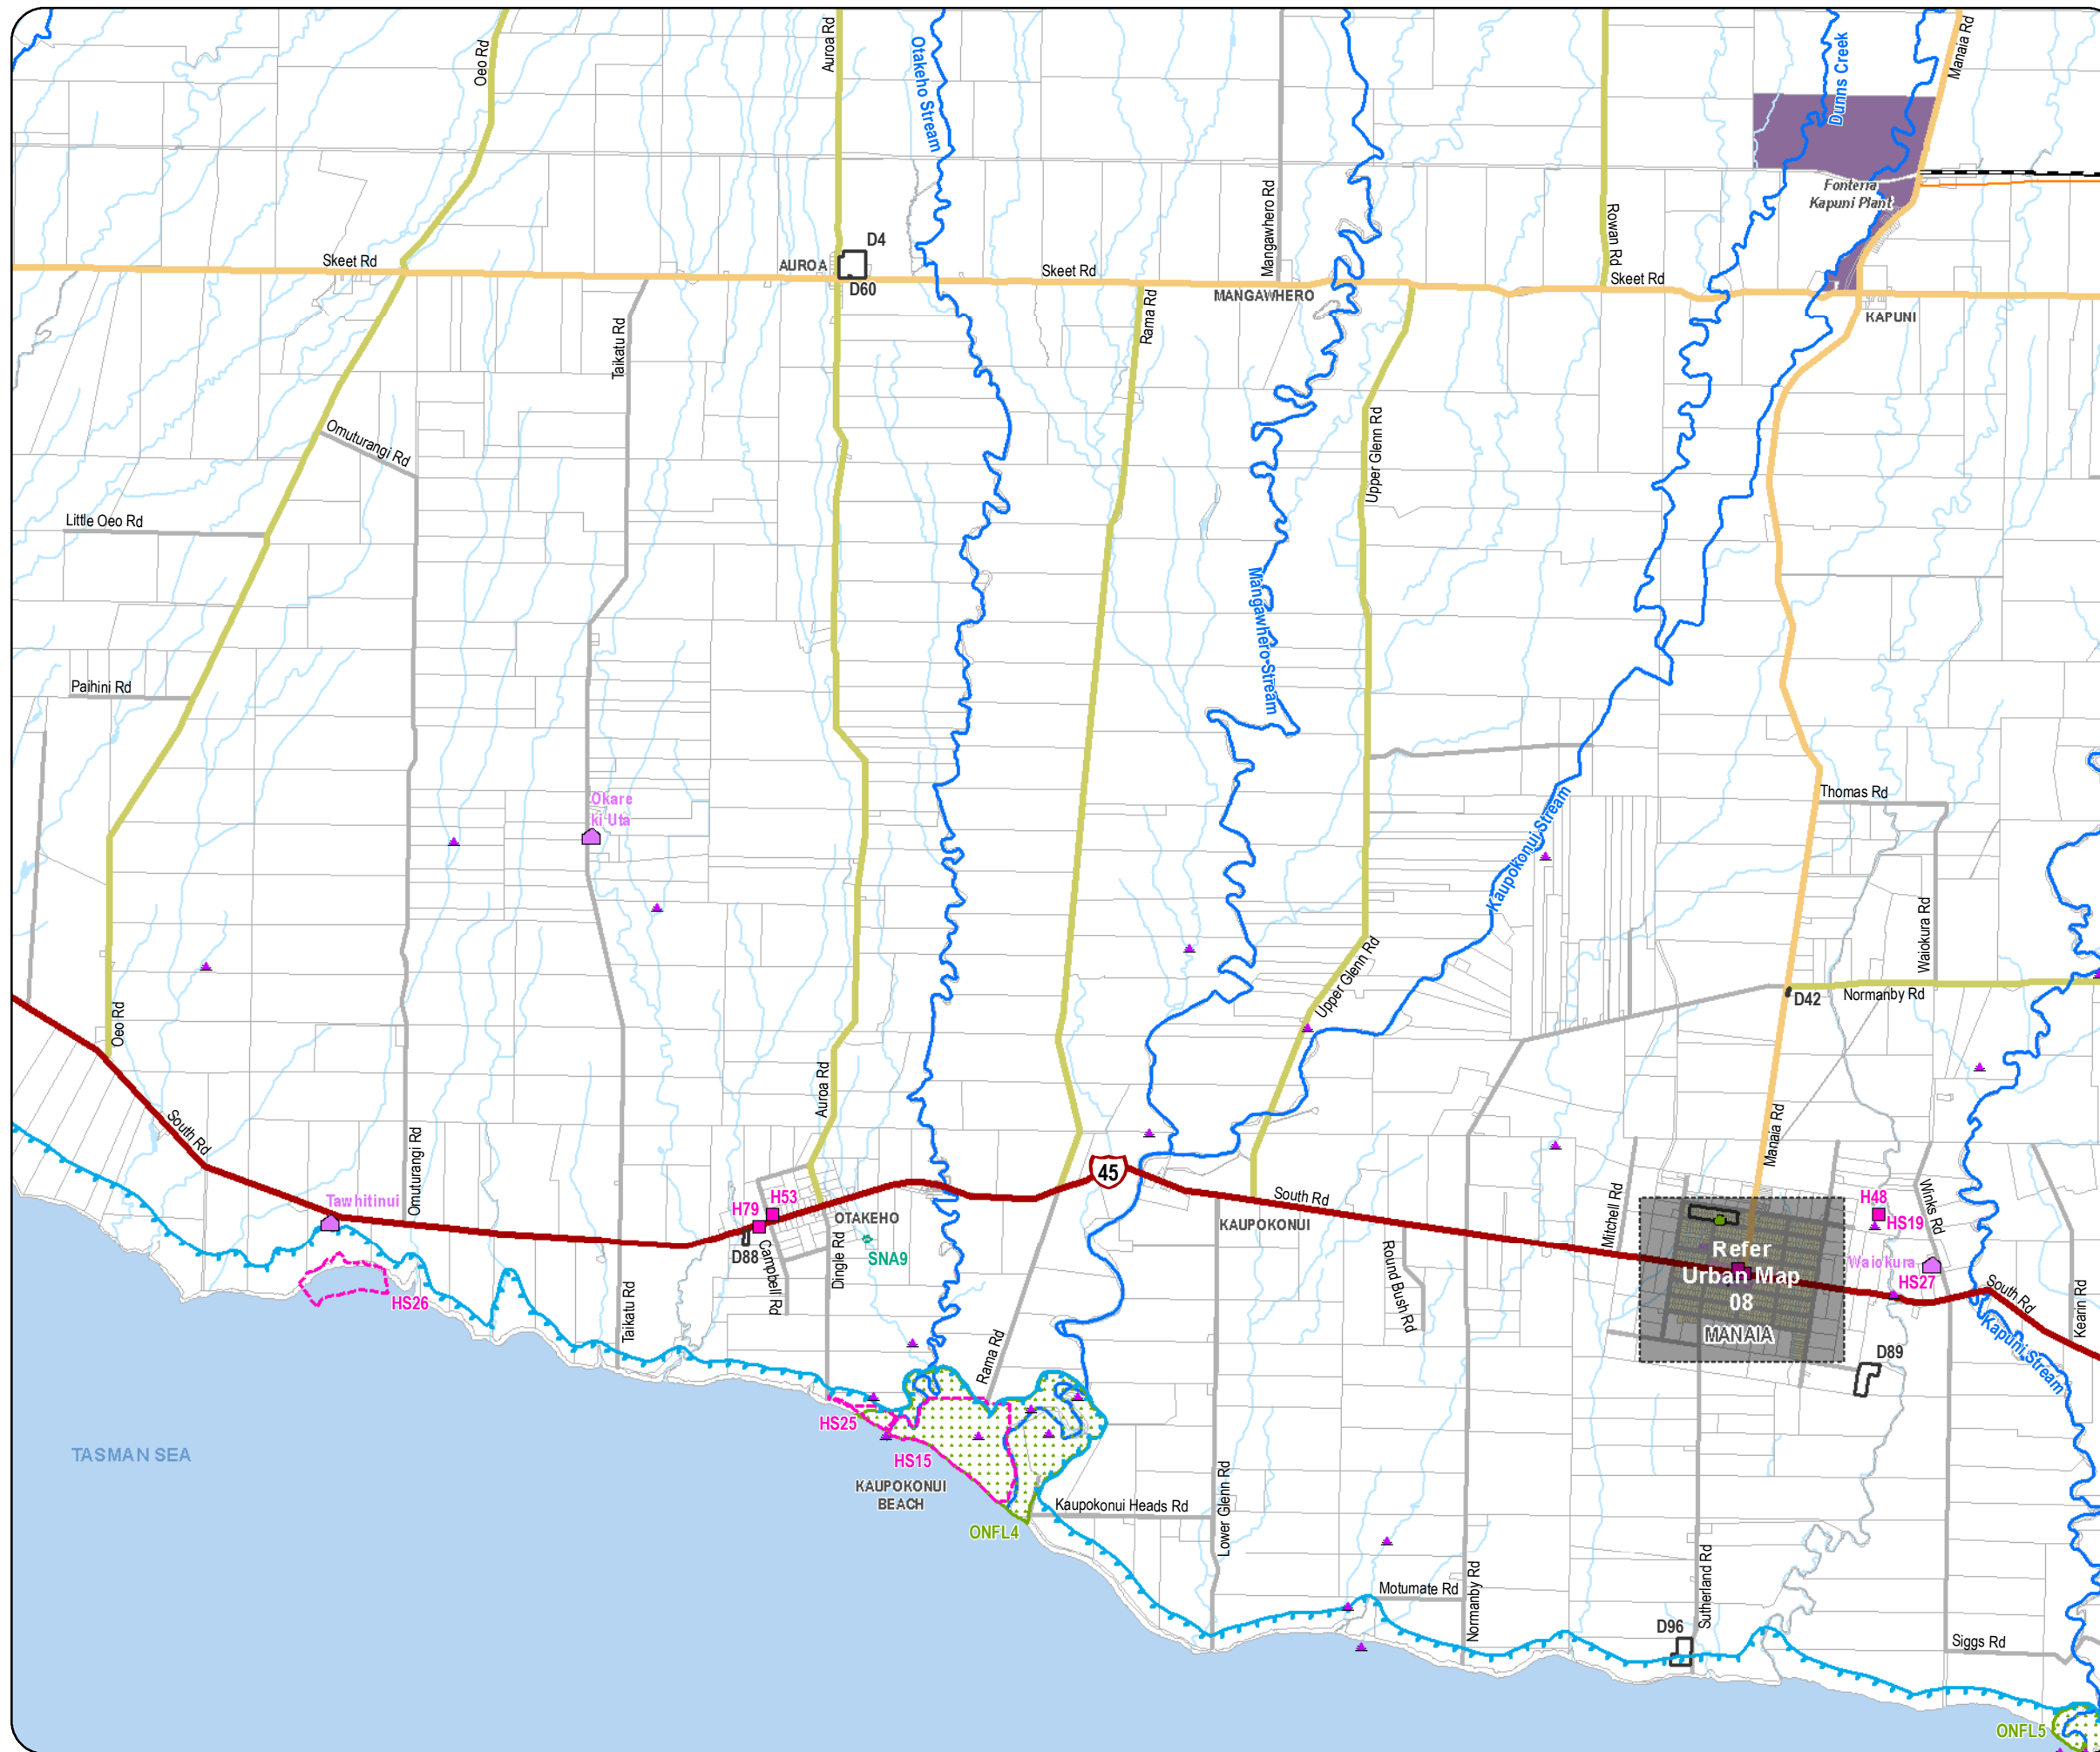 Oeo Rd
Auroa Rd
Otakeho Stream
Dunns Creek
Manaia Rd
Fonterra
Kapuni Plant
Mangawhero Rd
Rowan Rd
D4
AUROA
Skeet Rd
Skeet Rd
Skeet Rd
D60
MANGAWHERO
KAPUNI
Rama Rd
Taikatu Rd
Omuturangi Rd
Upper Glenn Rd
Little Oeo Rd
Mangawhero Stream
Paihini Rd
Okare
ki Uta
Thomas Rd
Kaupokonui Stream
Waiokura Rd
Upper Glenn Rd
D42
Normanby Rd
Oeo Rd
Auroa Rd
South Rd
Omuturangi Rd
Manaia Rd
45
Tawhitinui
H79
H53
South Rd
Mitchell Rd
H48
HS19
Winks Rd
OTAKEHO
KAUPOKONUI
D88
Campbell Rd
Dingle Rd
SNA9
Round Bush Rd
Refer
Urban Map
08
MANAIA
Waiokura
HS27
South Rd
Kearin Rd
HS26
Taikatu Rd
Rama Rd
Kapuni Stream
D89
HS25
TASMAN SEA
HS15
KAUPOKONUI
BEACH
Kaupokonui Heads Rd
Lower Glenn Rd
ONFL4
Motumate Rd
Normanby Rd
Sutherland Rd
D96
Siggs Rd
ONFL5